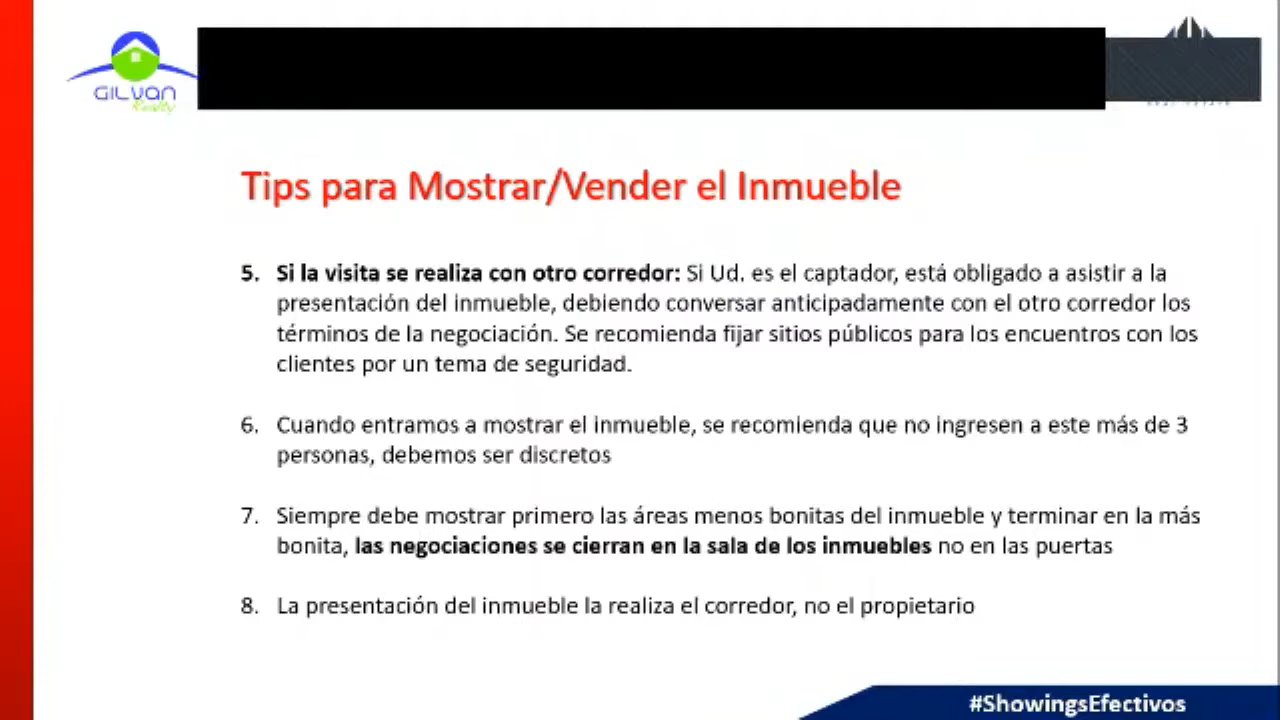 GILVAN
Realty
Tips para Mostrar/Vender el Inmueble
5. Si la visita se realiza con otro corredor: Si Ud. es el captador, está obligado a asistir a la
presentación del inmueble, debiendo conversar anticipadamente con el otro corredor los
términos de la negociación. Se recomienda fijar sitios públicos para los encuentros con los
clientes por un tema de seguridad.
6. Cuando entramos a mostrar el inmueble, se recomienda que no ingresen a este más de 3
personas, debemos ser discretos
7. Siempre debe mostrar primero las áreas menos bonitas del inmueble y terminar en la más
bonita, las negociaciones se cierran en la sala de los inmuebles no en las puertas
8. La presentación del inmueble la realiza el corredor, no el propietario
#ShowingsEfectivos